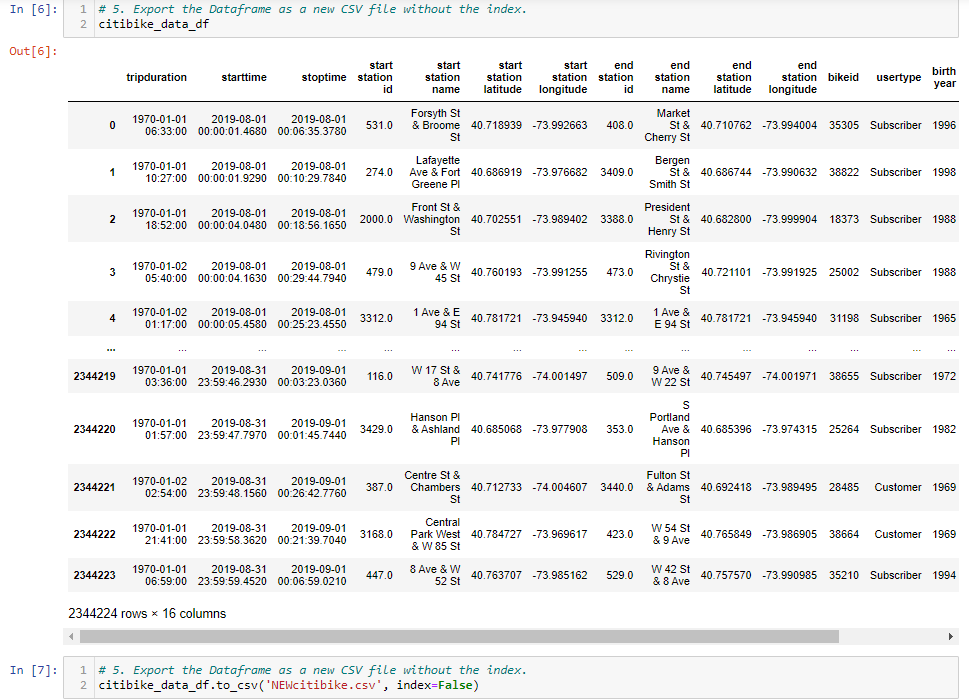 In [6]: 1 # 5. Export the Dataframe as a new CSV file without the index.
2 citibike_data_df
Out[6]:
tripduration starttime stoptime start station id start station name start station latitude start station longitude end station id end station name end station latitude end station longitude bikeid usertype birth year
0 1970-01-01 06:33:00 2019-08-01 00:00:01.4680 2019-08-01 00:06:35.3780 531.0 Forsyth St & Broome St 40.718939 -73.992663 408.0 Market St & Cherry St 40.710762 -73.994004 35305 Subscriber 1996
1 1970-01-01 10:27:00 2019-08-01 00:00:01.9290 2019-08-01 00:10:29.7840 274.0 Lafayette Ave & Fort Greene Pl 40.686919 -73.976682 3409.0 Bergen St & Smith St 40.686744 -73.990632 38822 Subscriber 1998
2 1970-01-01 18:52:00 2019-08-01 00:00:04.0480 2019-08-01 00:18:56.1650 2000.0 Front St & Washington St 40.702551 -73.989402 3388.0 President St & Henry St 40.682800 -73.999904 18373 Subscriber 1988
3 1970-01-02 05:40:00 2019-08-01 00:00:04.1630 2019-08-01 00:29:44.7940 479.0 9 Ave & W 45 St 40.760193 -73.991255 473.0 Rivington St & Chrystie St 40.721101 -73.991925 25002 Subscriber 1988
4 1970-01-02 01:17:00 2019-08-01 00:00:05.4580 2019-08-01 00:25:23.4550 3312.0 1 Ave & E 94 St 40.781721 -73.945940 3312.0 1 Ave & E 94 St 40.781721 -73.945940 31198 Subscriber 1965
... ... ... ... ... ... ... ... ... ... ... ... ... ... ...
2344219 1970-01-01 03:36:00 2019-08-31 23:59:46.2930 2019-09-01 00:03:23.0360 116.0 W 17 St & 8 Ave 40.741776 -74.001497 509.0 9 Ave & W 22 St 40.745497 -74.001971 38655 Subscriber 1972
2344220 1970-01-01 01:57:00 2019-08-31 23:59:47.7970 2019-09-01 00:01:45.7440 3429.0 Hanson Pl & Ashland Pl 40.685068 -73.977908 353.0 S Portland Ave & Hanson Pl 40.685396 -73.974315 25264 Subscriber 1982
2344221 1970-01-02 02:54:00 2019-08-31 23:59:48.1560 2019-09-01 00:26:42.7760 387.0 Centre St & Chambers St 40.712733 -74.004607 3440.0 Fulton St & Adams St 40.692418 -73.989495 28485 Customer 1969
2344222 1970-01-01 21:41:00 2019-08-31 23:59:58.3620 2019-09-01 00:21:39.7040 3168.0 Central Park West & W 85 St 40.784727 -73.969617 423.0 W 54 St & 9 Ave 40.765849 -73.986905 38664 Customer 1969
2344223 1970-01-01 06:59:00 2019-08-31 23:59:59.4520 2019-09-01 00:06:59.0210 447.0 8 Ave & W 52 St 40.763707 -73.985162 529.0 W 42 St & 8 Ave 40.757570 -73.990985 35210 Subscriber 1994
2344224 rows × 16 columns
In [7]: 1 # 5. Export the Dataframe as a new CSV file without the index.
2 citibike_data_df.to_csv('NEWcitibike.csv', index=False)